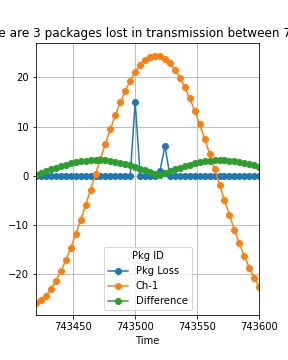 e are 3 packages lost in transmission between 7
20
10
0
−10
−20
Pkg ID
Pkg Loss
Ch-1
Difference
743450
743500
743550
743600
Time